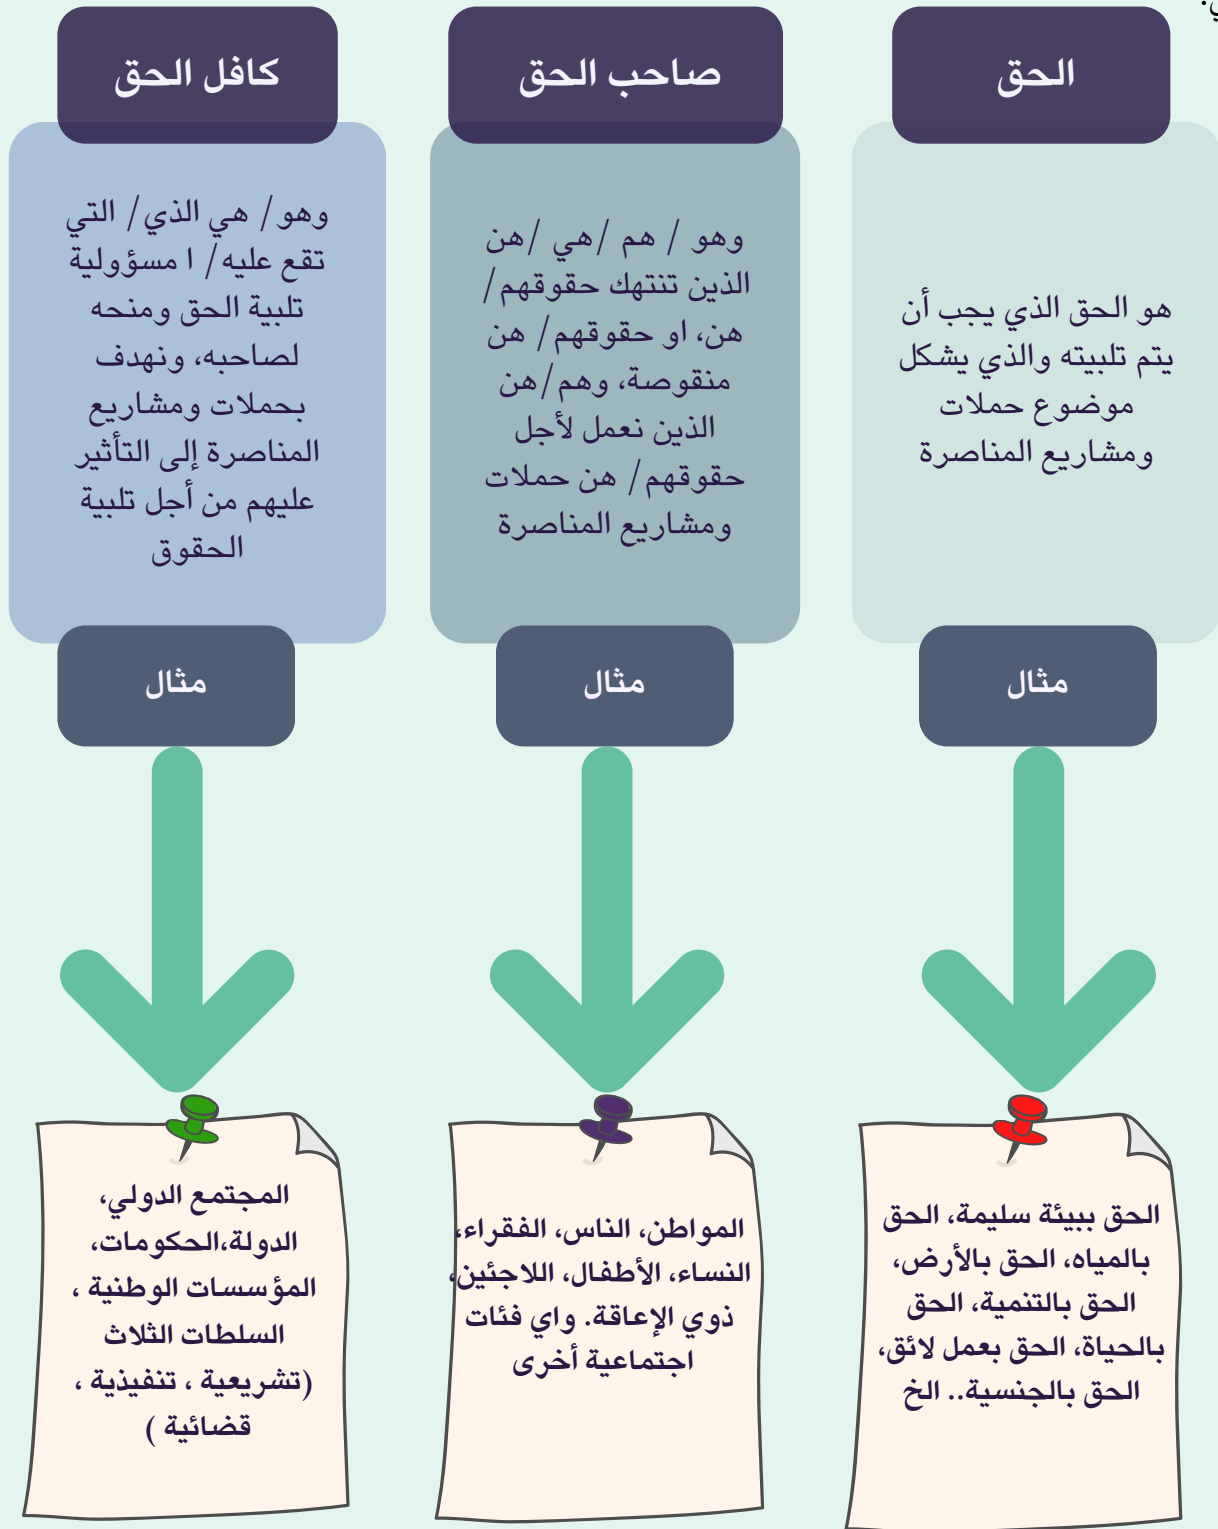 الحق
هو الحق الذي يجب أن
يتم تلبيته والذي يشكل
موضوع حملات
ومشاريع المناصرة
مثال
الحق ببيئة سليمة، الحق
بالمياه، الحق بالأرض،
الحق بالتنمية، الحق
بالحياة، الحق بعمل لائق،
الحق بالجنسية.. الخ
صاحب الحق
وهو / هم /هي /هن
الذين تنتهك حقوقهم/
هن، او حقوقهم/ هن
منقوصة، وهم/هن
الذين نعمل لأجل
حقوقهم/ هن حملات
ومشاريع المناصرة
مثال
المواطن، الناس، الفقراء،
النساء، الأطفال، اللاجئين،
ذوي الإعاقة. واي فئات
اجتماعية أخرى
كافل الحق
وهو/ هي الذي/ التي
تقع عليه/ ا مسؤولية
تلبية الحق ومنحه
لصاحبه، ونهدف
بحملات ومشاريع
المناصرة إلى التأثير
عليهم من أجل تلبية
الحقوق
مثال
المجتمع الدولي،
الدولة،الحكومات،
المؤسسات الوطنية ،
السلطات الثلاث
(تشريعية ، تنفيذية ،
قضائية )